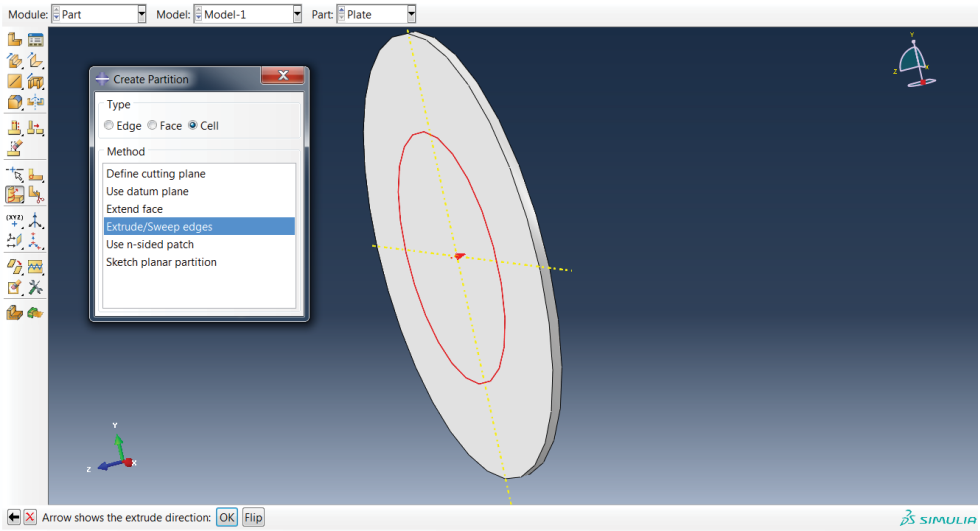 Module: Part Model: Model-1 Part: Plate
Create Partition
Type
Edge Face Cell
Method
Define cutting plane
Use datum plane
Extend face
Extrude/Sweep edges
Use n-sided patch
Sketch planar partition
(XYZ)
Y
Z
X
Y
Z
X
Arrow shows the extrude direction: OK Flip
SIMULIA